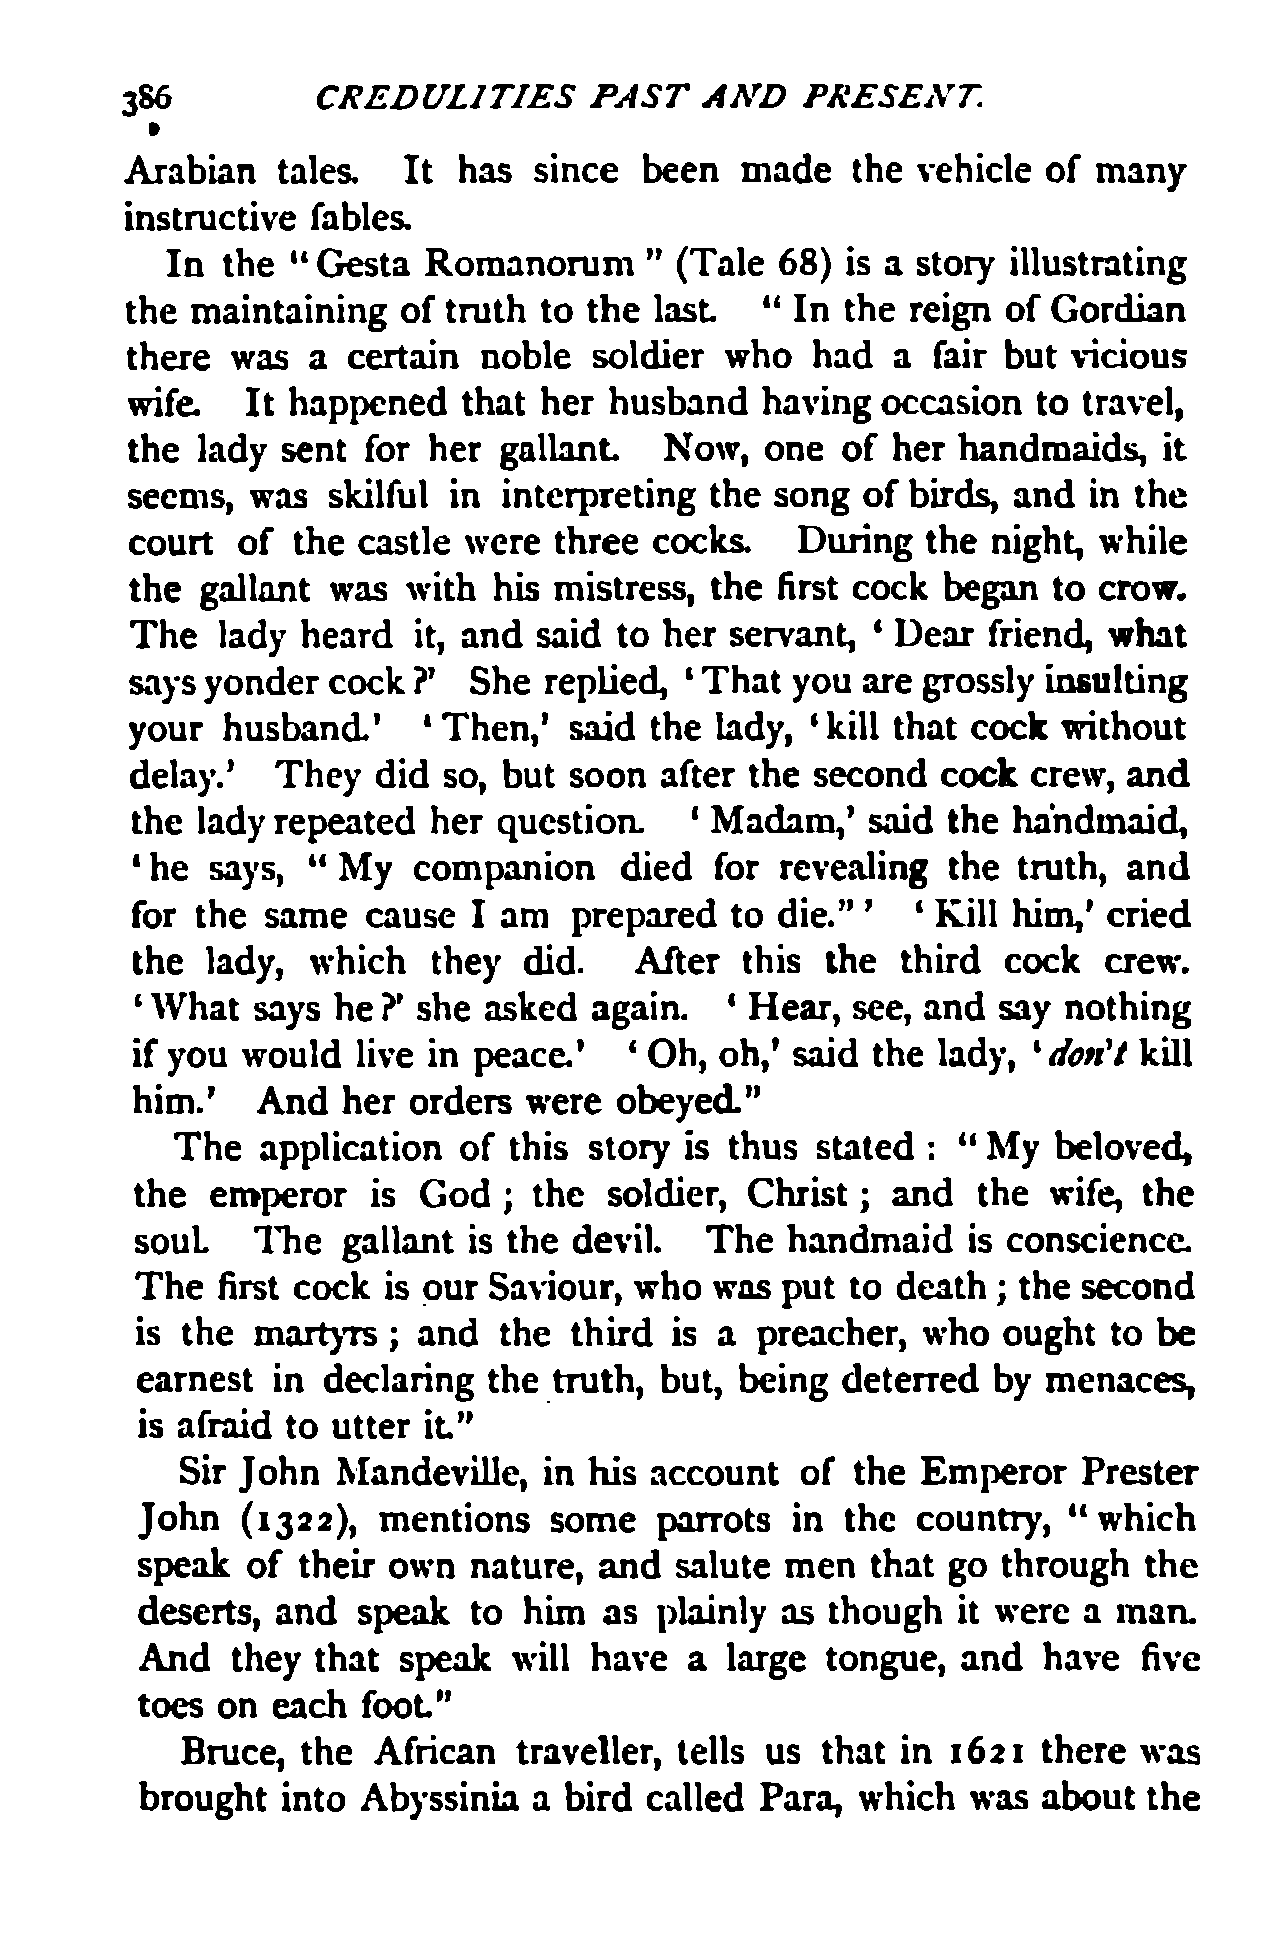 386 CREDULITIES PAST AND PRESENT.
Arabian tales. It has since been made the vehicle of many
instructive fables.
In the " Gesta Romanorum " (Tale 68) is a story illustrating
the maintaining of truth to the last. " In the reign of Gordian
there was a certain noble soldier who had a fair but vicious
wife. It happened that her husband having occasion to travel,
the lady sent for her gallant. Now, one of her handmaids, it
seems, was skilful in interpreting the song of birds, and in the
court of the castle were three cocks. During the night, while
the gallant was with his mistress, the first cock began to crow.
The lady heard it, and said to her servant, ' Dear friend, what
says yonder cock ?' She replied, ' That you are grossly insulting
your husband.' ' Then,' said the lady, ' kill that cock without
delay.' They did so, but soon after the second cock crew, and
the lady repeated her question. ' Madam,' said the handmaid,
' he says, " My companion died for revealing the truth, and
for the same cause I am prepared to die." ' ' Kill him,' cried
the lady, which they did. After this the third cock crew.
' What says he ?' she asked again. ' Hear, see, and say nothing
if you would live in peace.' ' Oh, oh,' said the lady, ' don't kill
him.' And her orders were obeyed."
The application of this story is thus stated : " My beloved,
the emperor is God ; the soldier, Christ ; and the wife, the
soul. The gallant is the devil. The handmaid is conscience.
The first cock is our Saviour, who was put to death ; the second
is the martyrs ; and the third is a preacher, who ought to be
earnest in declaring the truth, but, being deterred by menaces,
is afraid to utter it."
Sir John Mandeville, in his account of the Emperor Prester
John (1322), mentions some parrots in the country, " which
speak of their own nature, and salute men that go through the
deserts, and speak to him as plainly as though it were a man.
And they that speak will have a large tongue, and have five
toes on each foot."
Bruce, the African traveller, tells us that in 1621 there was
brought into Abyssinia a bird called Para, which was about the